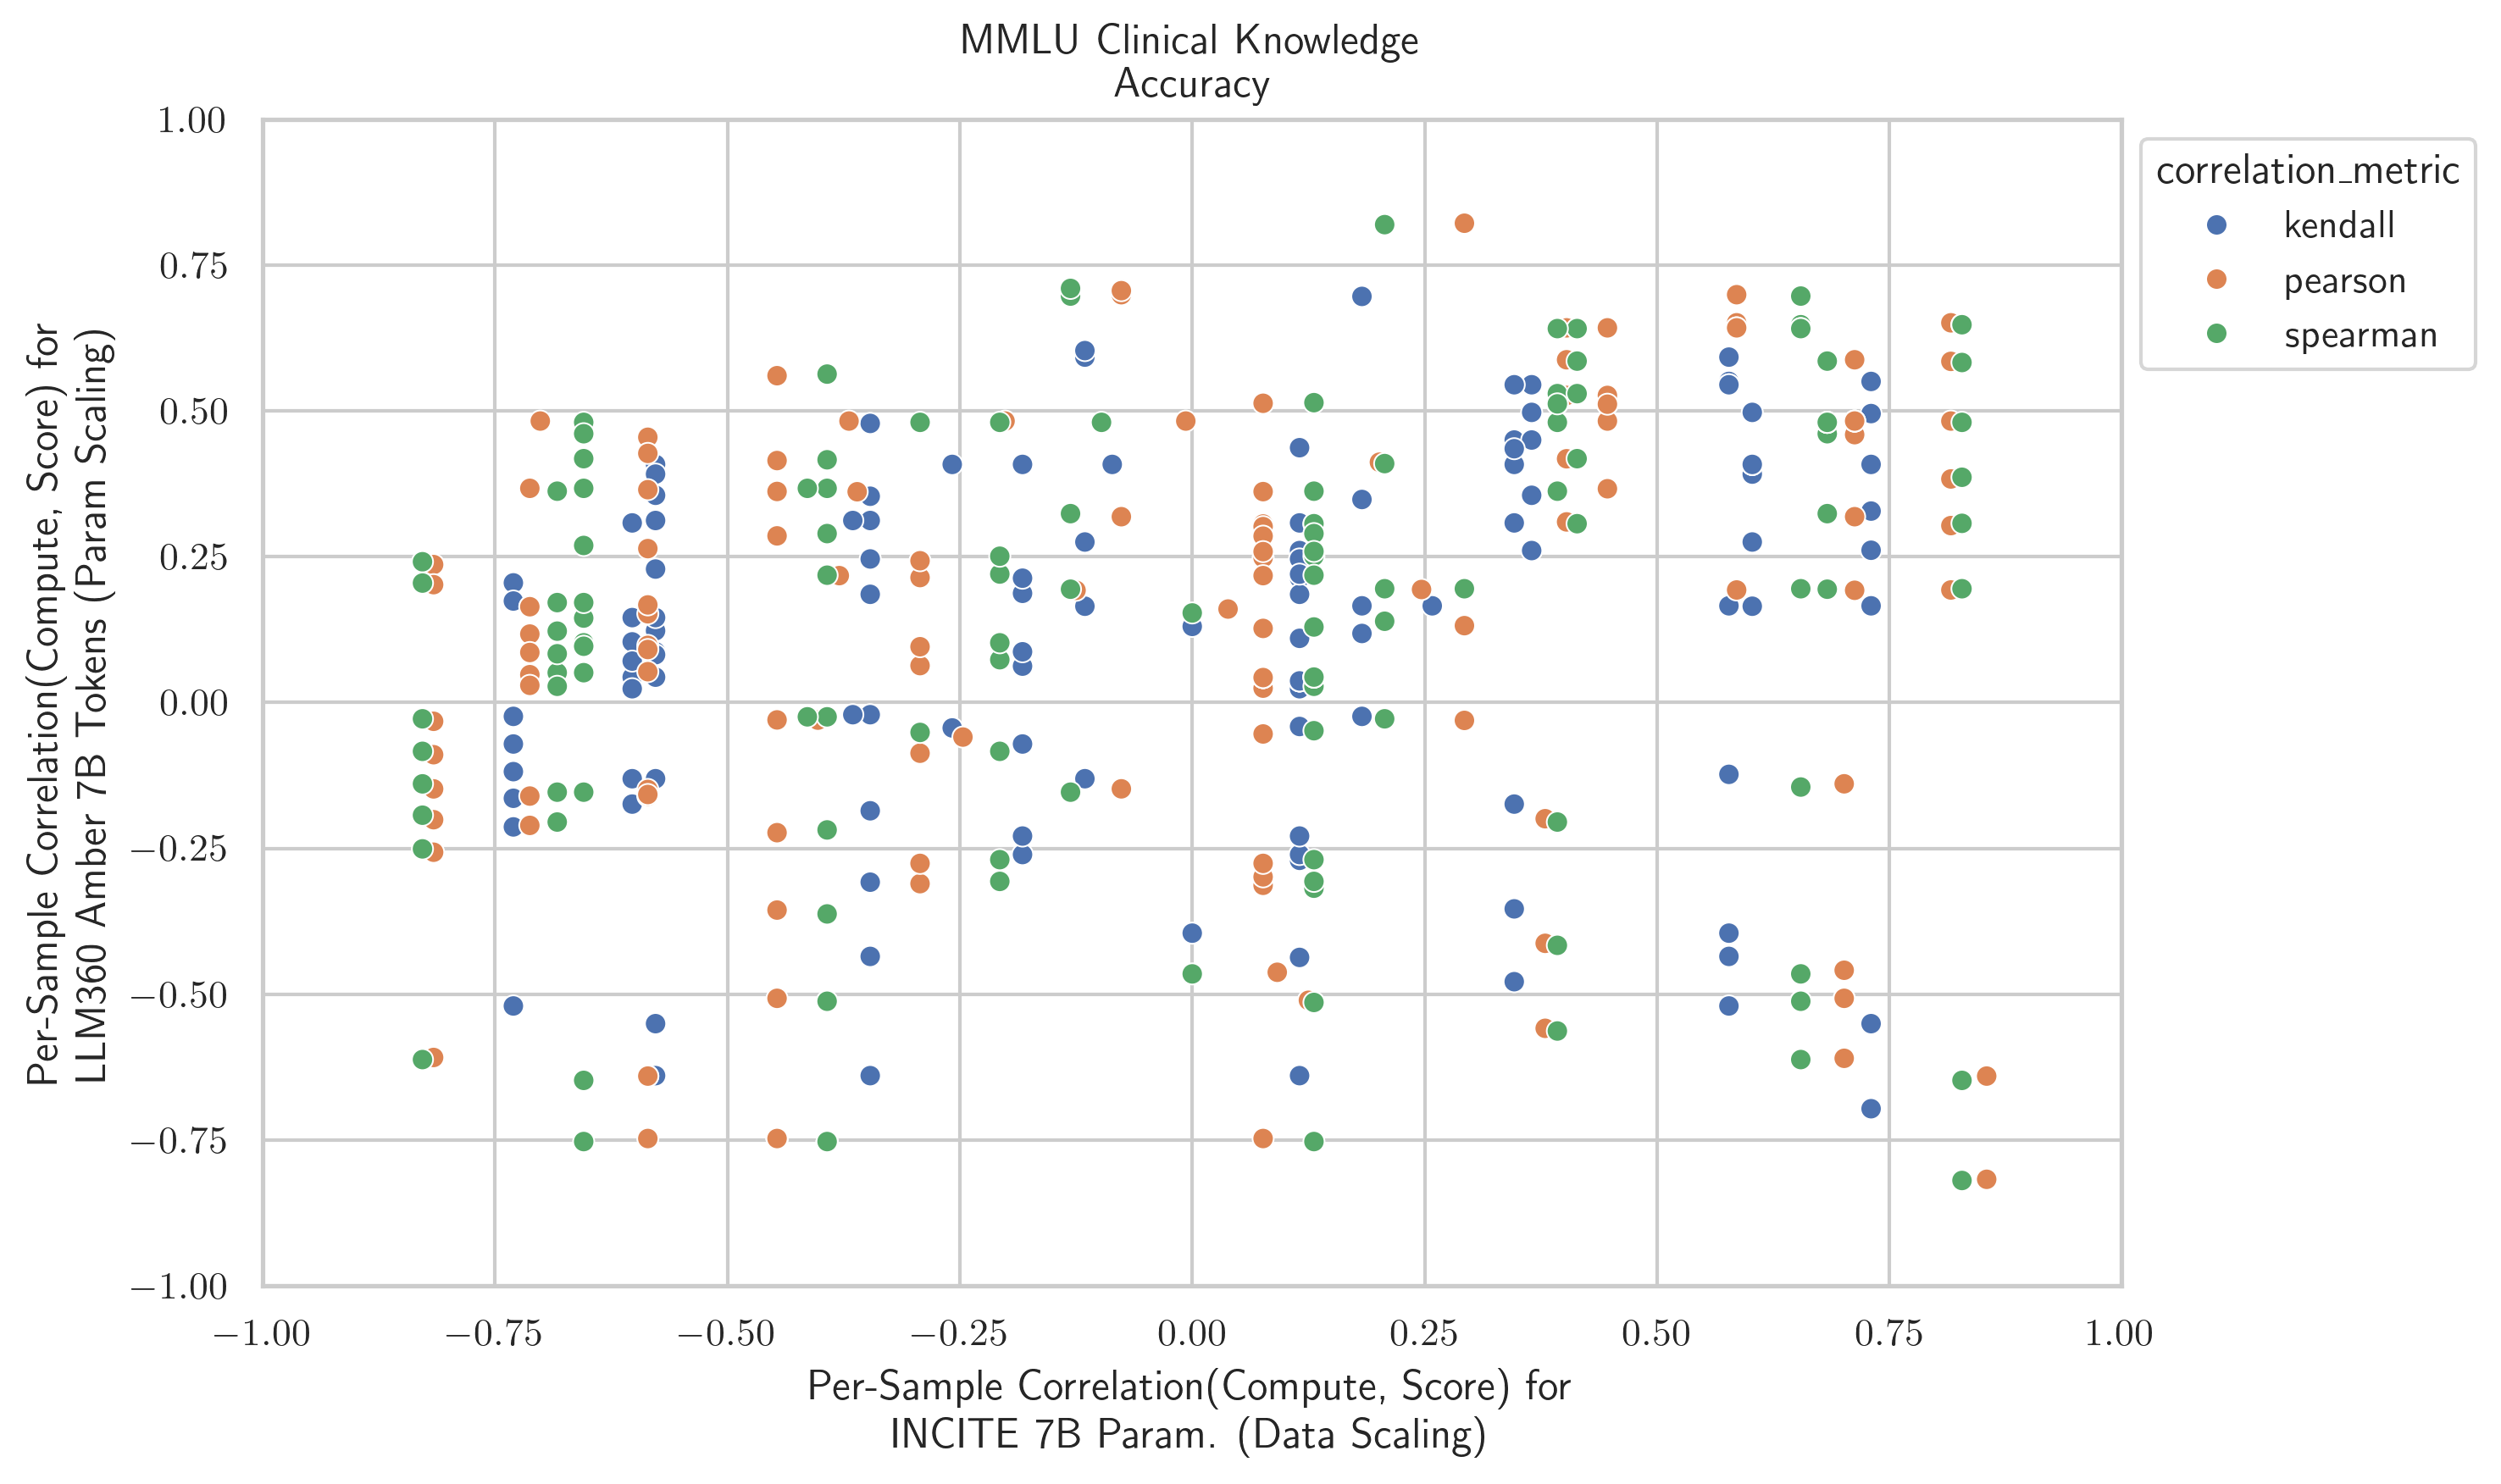 MMLU Clinical Knowledge
Accuracy
Per-Sample Correlation(Compute, Score) for
LLM360 Amber 7B Tokens (Param Scaling)
1.00
0.75
0.50
0.25
0.00
−0.25
−0.50
−0.75
−1.00
−1.00 −0.75 −0.50 −0.25 0.00 0.25 0.50 0.75 1.00
Per-Sample Correlation(Compute, Score) for
INCITE 7B Param. (Data Scaling)
correlation_metric
kendall
pearson
spearman